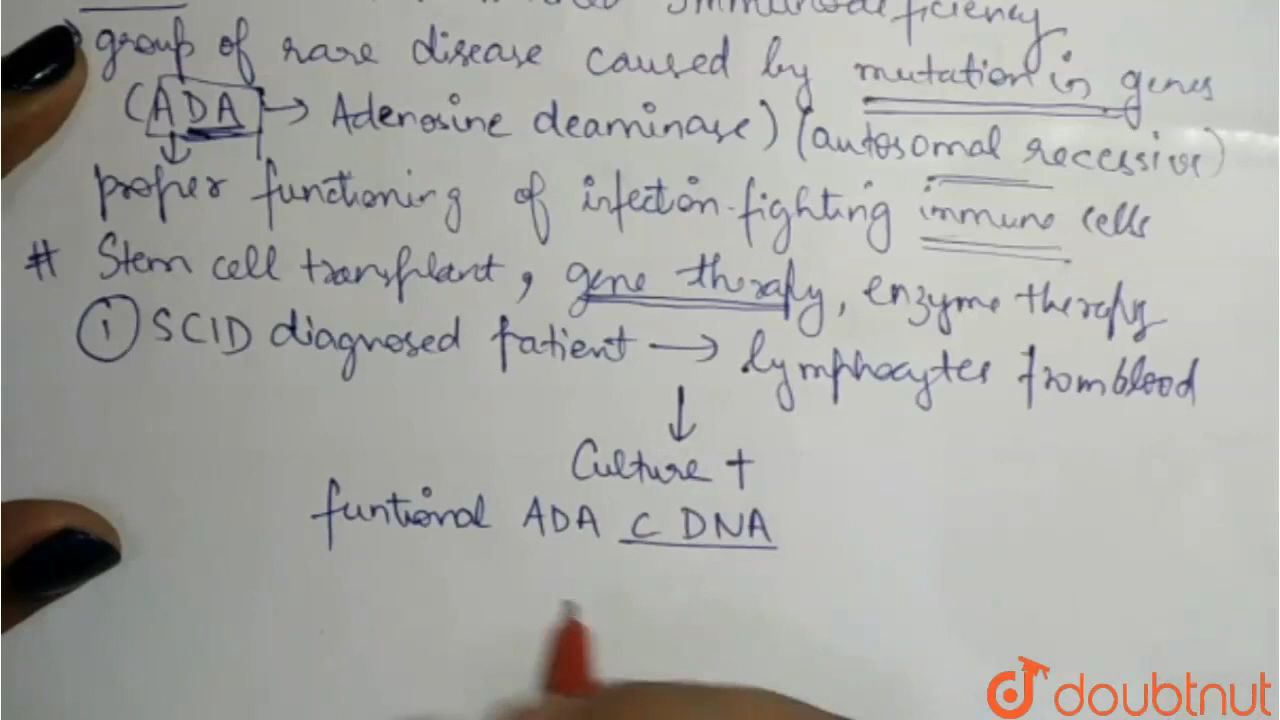 immunodeficiency
group of rare disease caused by mutation in genes
(ADA → Adenosine deaminase) (autosomal recessive)
proper functioning of infection-fighting immune cells
# Stem cell transplant, gene therapy, enzyme therapy
i SCID diagnosed patient → lymphocytes from blood
Culture +
funtional ADA C DNA
doubtnut